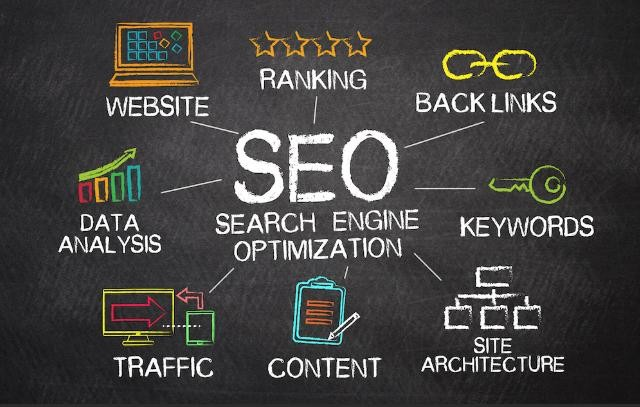 WEBSITE
RANKING
BACK LINKS
SEO
SEARCH ENGINE
OPTIMIZATION
DATA
ANALYSIS
KEYWORDS
TRAFFIC
CONTENT
SITE
ARCHITECTURE